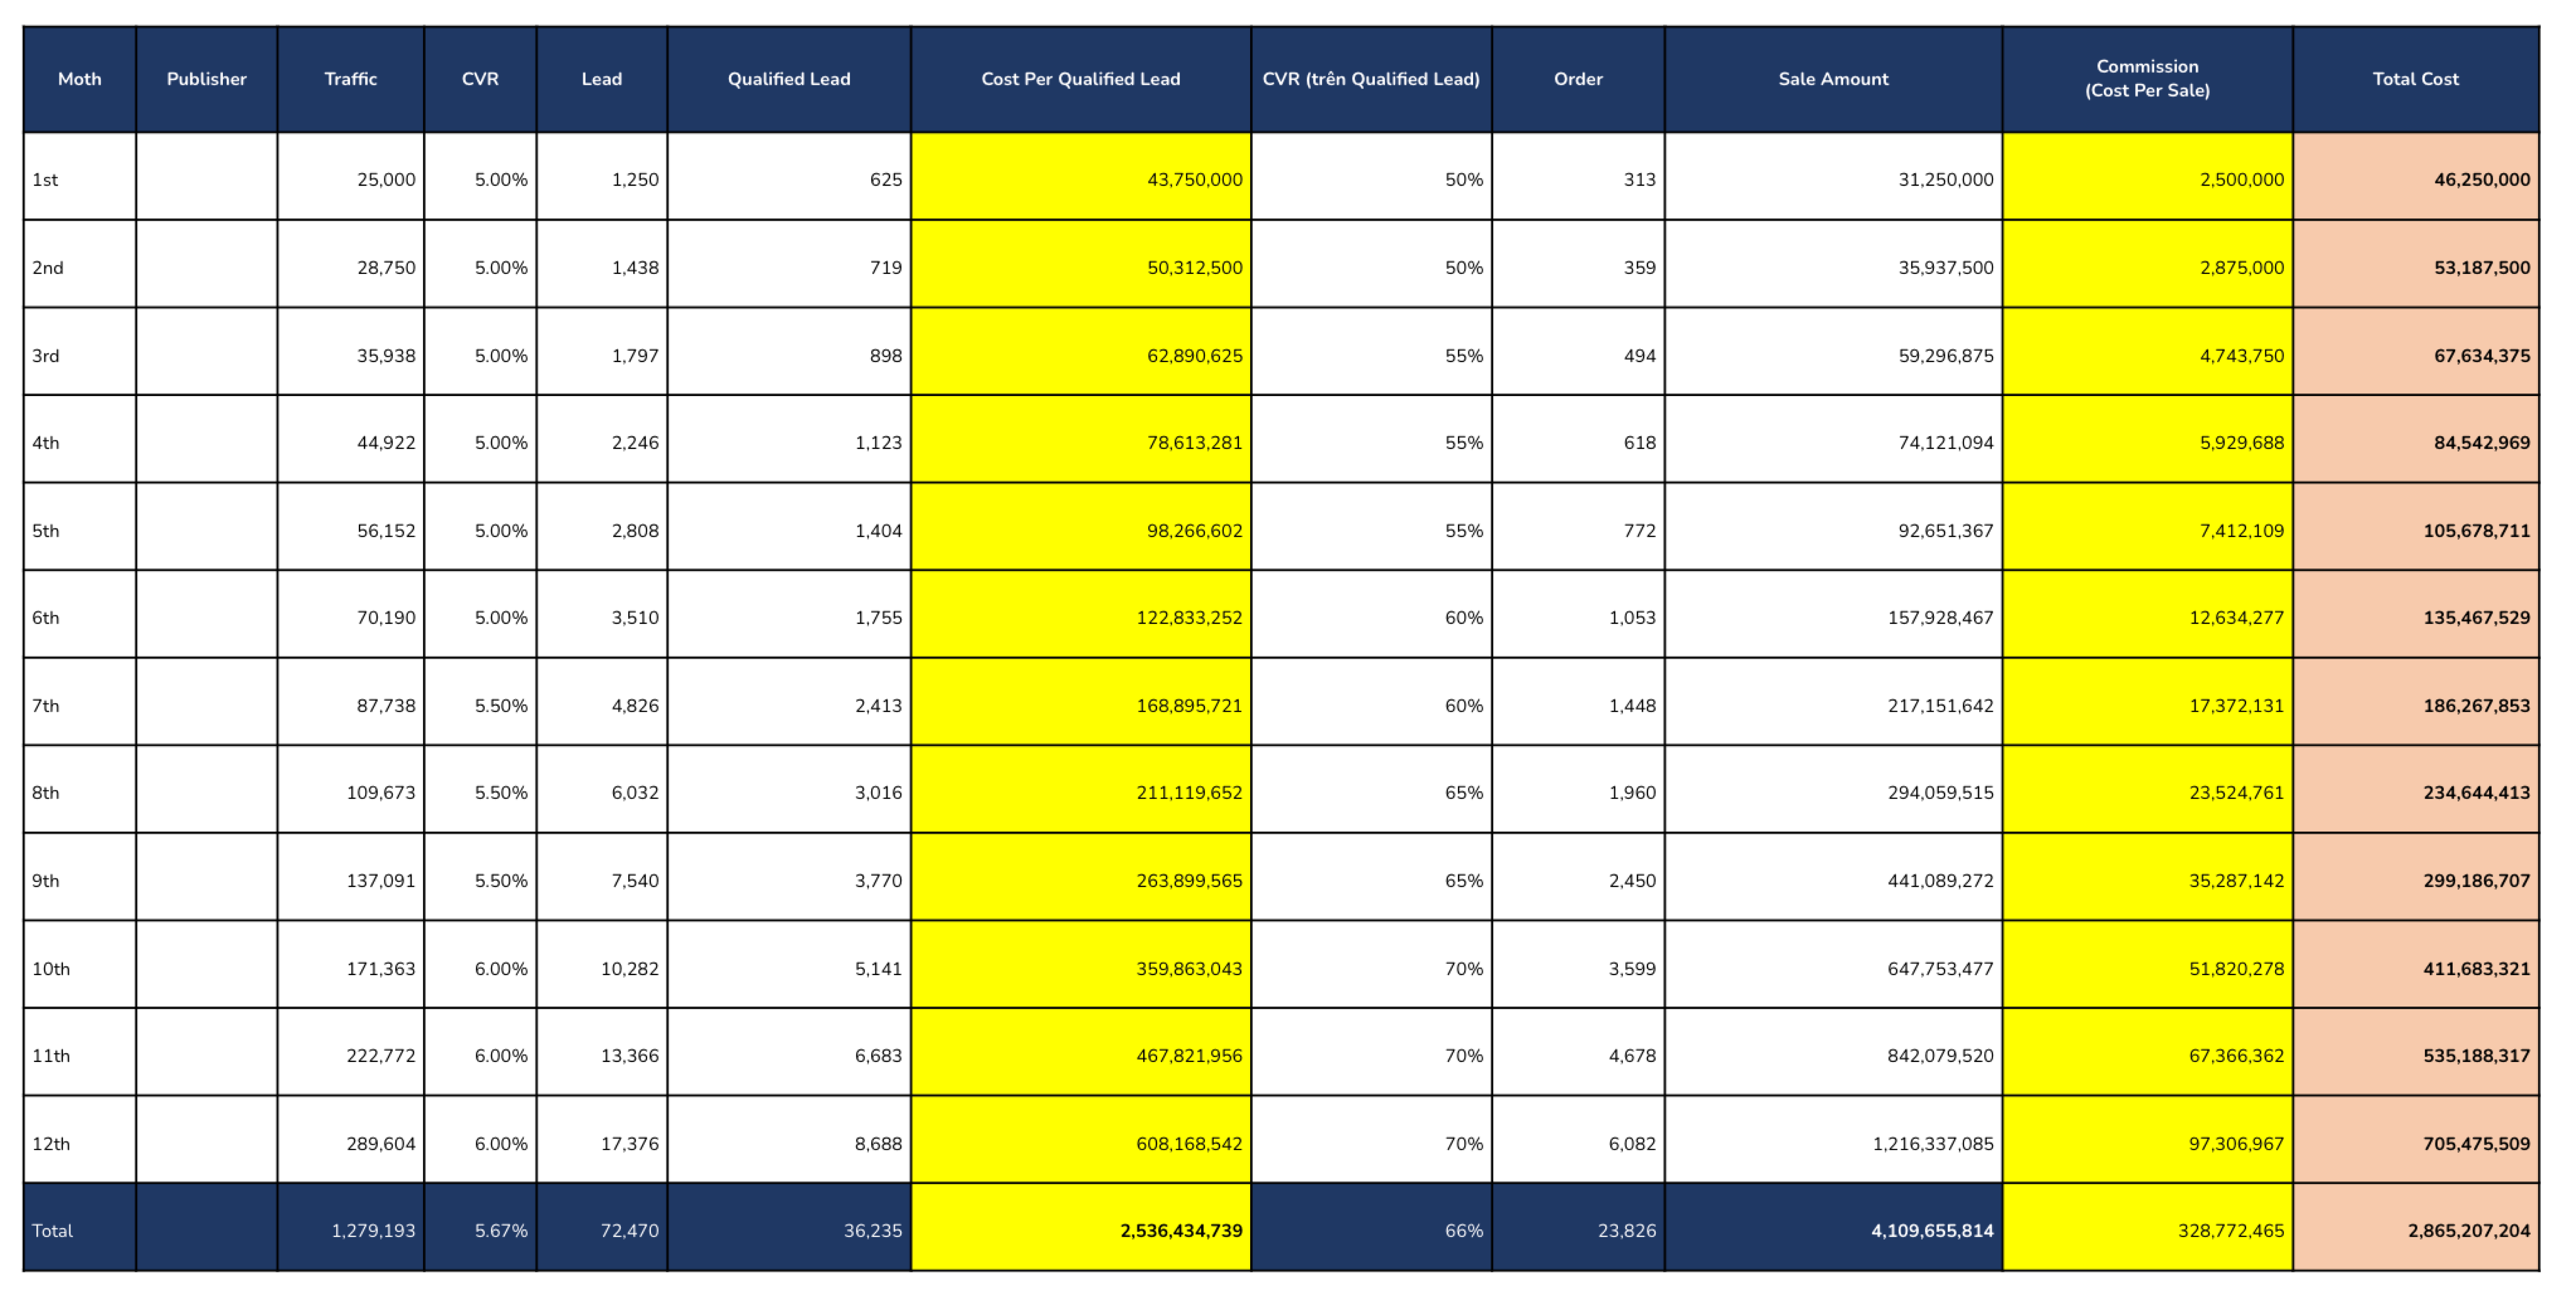 Moth Publisher Traffic CVR Lead Qualified Lead Cost Per Qualified Lead CVR (trên Qualified Lead) Order Sale Amount Commission (Cost Per Sale) Total Cost
1st 25,000 5.00% 1,250 625 43,750,000 50% 313 31,250,000 2,500,000 46,250,000
2nd 28,750 5.00% 1,438 719 50,312,500 50% 359 35,937,500 2,875,000 53,187,500
3rd 35,938 5.00% 1,797 898 62,890,625 55% 494 59,296,875 4,743,750 67,634,375
4th 44,922 5.00% 2,246 1,123 78,613,281 55% 618 74,121,094 5,929,688 84,542,969
5th 56,152 5.00% 2,808 1,404 98,266,602 55% 772 92,651,367 7,412,109 105,678,711
6th 70,190 5.00% 3,510 1,755 122,833,252 60% 1,053 157,928,467 12,634,277 135,467,529
7th 87,738 5.50% 4,826 2,413 168,895,721 60% 1,448 217,151,642 17,372,131 186,267,853
8th 109,673 5.50% 6,032 3,016 211,119,652 65% 1,960 294,059,515 23,524,761 234,644,413
9th 137,091 5.50% 7,540 3,770 263,899,565 65% 2,450 441,089,272 35,287,142 299,186,707
10th 171,363 6.00% 10,282 5,141 359,863,043 70% 3,599 647,753,477 51,820,278 411,683,321
11th 222,772 6.00% 13,366 6,683 467,821,956 70% 4,678 842,079,520 67,366,362 535,188,317
12th 289,604 6.00% 17,376 8,688 608,168,542 70% 6,082 1,216,337,085 97,306,967 705,475,509
Total 1,279,193 5.67% 72,470 36,235 2,536,434,739 66% 23,826 4,109,655,814 328,772,465 2,865,207,204